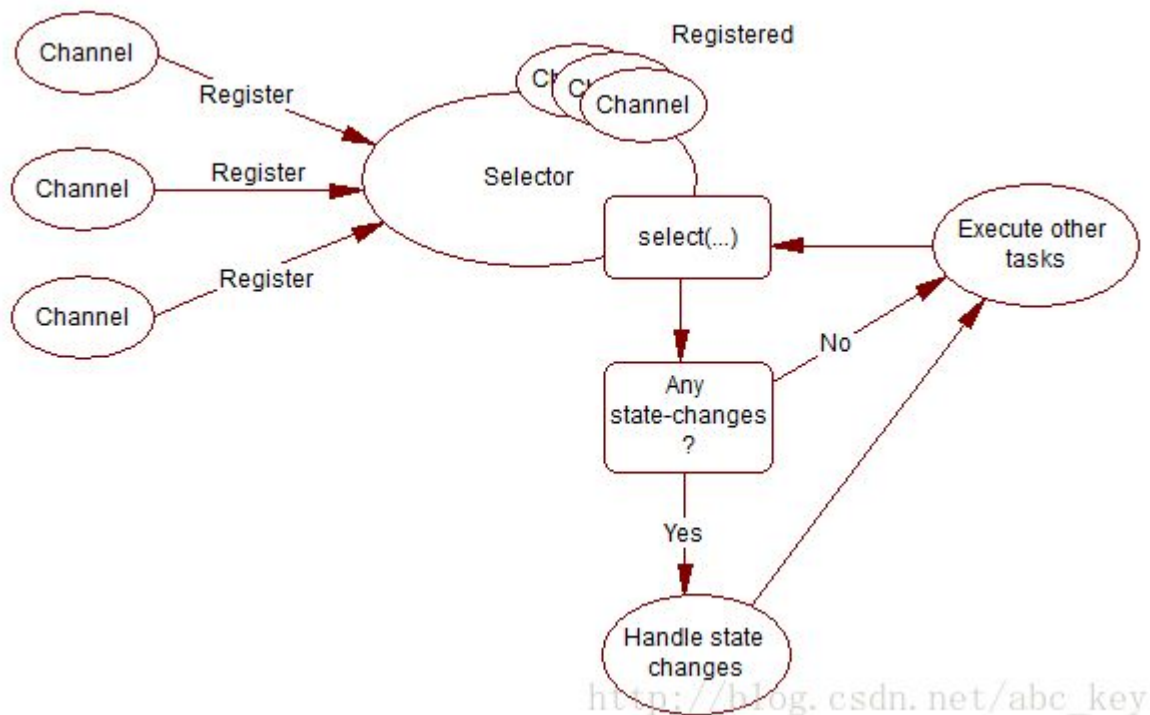 Channel
Registered
Register
Channel
Channel
Register
Selector
Channel
Register
Channel
select(...)
Execute other
tasks
No
Any
state-changes
?
Yes
Handle state
changes
http://blog.csdn.net/abc_key